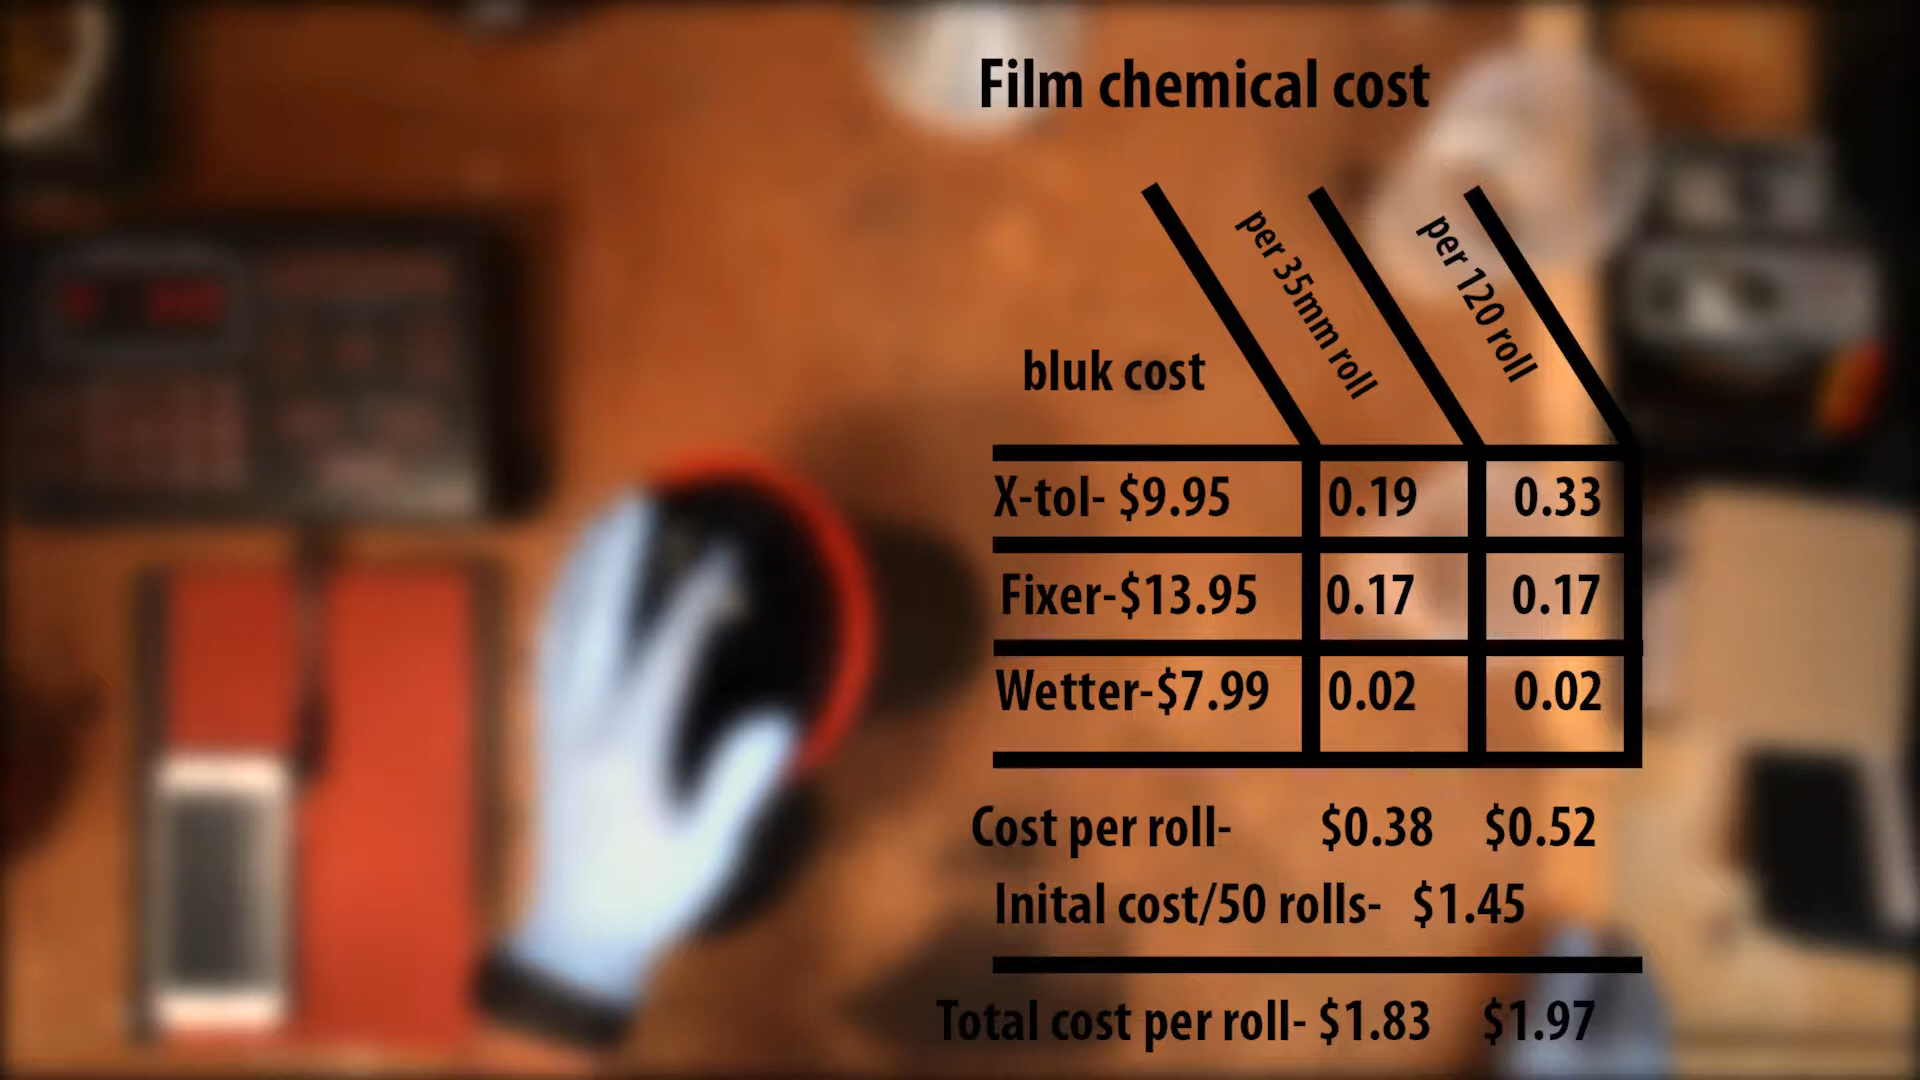 Film chemical cost
per 35mm roll
per 120 roll
bluk cost
X-tol- $9.95 0.19 0.33
Fixer-$13.95 0.17 0.17
Wetter-$7.99 0.02 0.02
Cost per roll- $0.38 $0.52
Inital cost/50 rolls- $1.45
Total cost per roll- $1.83 $1.97